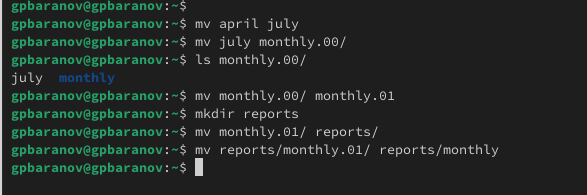 gpbaranov@gpbaranov:~$
gpbaranov@gpbaranov:~$ mv april july
gpbaranov@gpbaranov:~$ mv july monthly.00/
gpbaranov@gpbaranov:~$ ls monthly.00/
july  monthly
gpbaranov@gpbaranov:~$ mv monthly.00/ monthly.01
gpbaranov@gpbaranov:~$ mkdir reports
gpbaranov@gpbaranov:~$ mv monthly.01/ reports/
gpbaranov@gpbaranov:~$ mv reports/monthly.01/ reports/monthly
gpbaranov@gpbaranov:~$